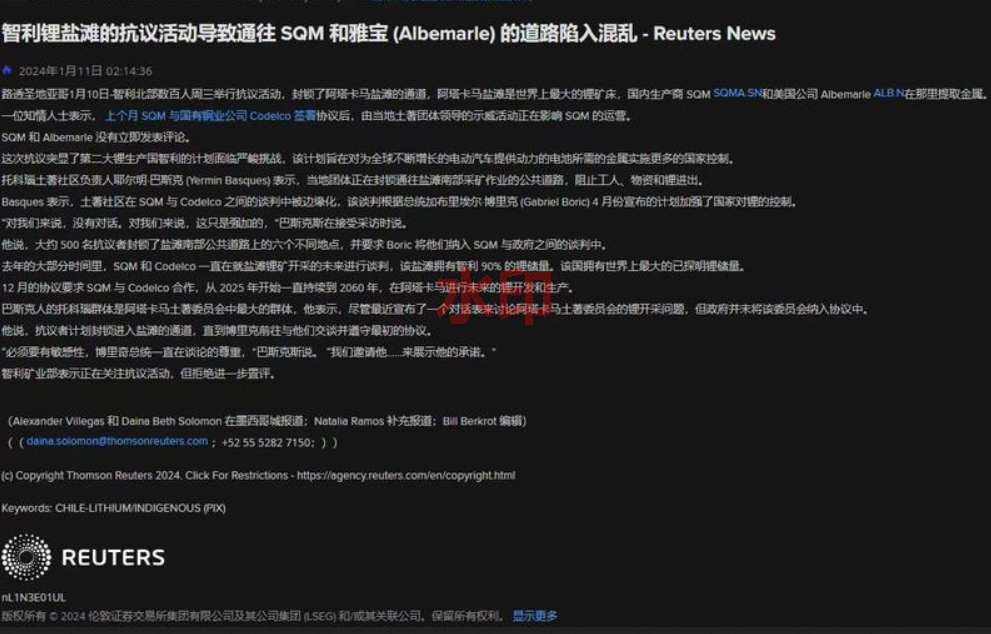 智利锂盐滩的抗议活动导致通往 SQM 和雅宝 (Albemarle) 的道路陷入混乱 - Reuters News
2024年1月11日 02:14:36
路透圣地亚哥1月10日-智利北部数百人周三举行抗议活动，封锁了阿塔卡马盐滩的通道，阿塔卡马盐滩是世界上最大的锂矿床，国内生产商 SQM SQMA.SN和美国公司 Albemarle ALB.N在那里提取金属。
一位知情人士表示， 上个月 SQM 与国有铜业公司 Codelco 签署协议后，由当地土著团体领导的示威活动正在影响 SQM 的运营。
SQM 和 Albemarle 没有立即发表评论。
这次抗议突显了第二大锂生产国智利的计划面临严峻挑战，该计划旨在对为全球不断增长的电动汽车提供动力的电池所需的金属实施更多的国家控制。
托科瑙土著社区负责人耶尔明·巴斯克 (Yermin Basques) 表示，当地团体正在封锁通往盐滩南部采矿作业的公共道路，阻止工人、物资和锂进出。
Basques 表示，土著社区在 SQM 与 Codelco 之间的谈判中被边缘化，该谈判根据总统加布里埃尔·博里克 (Gabriel Boric) 4 月份宣布的计划加强了国家对锂的控制。
“对我们来说，没有对话。对我们来说，这只是强加的，”巴斯克斯在接受采访时说。
他说，大约 500 名抗议者封锁了盐滩南部公共道路上的六个不同地点，并要求 Boric 将他们纳入 SQM 与政府之间的谈判中。
去年的大部分时间里，SQM 和 Codelco 一直在就盐滩锂矿开采的未来进行谈判，该盐滩拥有智利 90% 的锂储量。该国拥有世界上最大的已探明锂储量。
12 月的协议要求 SQM 与 Codelco 合作，从 2025 年开始一直持续到 2060 年，在阿塔卡马进行未来的锂开发和生产。
巴斯克人的托科瑙群体是阿塔卡马土著委员会中最大的群体，他表示，尽管最近宣布了一个对话表来讨论阿塔卡马土著委员会的锂开采问题，但政府并未将该委员会纳入协议中。
他说，抗议者计划封锁进入盐滩的通道，直到博里克前往与他们交谈并遵守最初的协议。
“必须要有敏感性，博里奇总统一直在谈论的尊重，”巴斯克斯说。 “我们邀请他……来展示他的承诺。”
智利矿业部表示正在关注抗议活动，但拒绝进一步置评。
（Alexander Villegas 和 Daina Beth Solomon 在墨西哥城报道；Natalia Ramos 补充报道；Bill Berkrot 编辑）
（（ daina.solomon@thomsonreuters.com ；+52 55 5282 7150；））
(c) Copyright Thomson Reuters 2024. Click For Restrictions - https://agency.reuters.com/en/copyright.html
Keywords: CHILE-LITHIUM/INDIGENOUS (PIX)
REUTERS
nL1N3E01UL
版权所有 © 2024 伦敦证券交易所集团有限公司及其公司集团 (LSEG) 和/或其关联公司。保留所有权利。 显示更多
水印